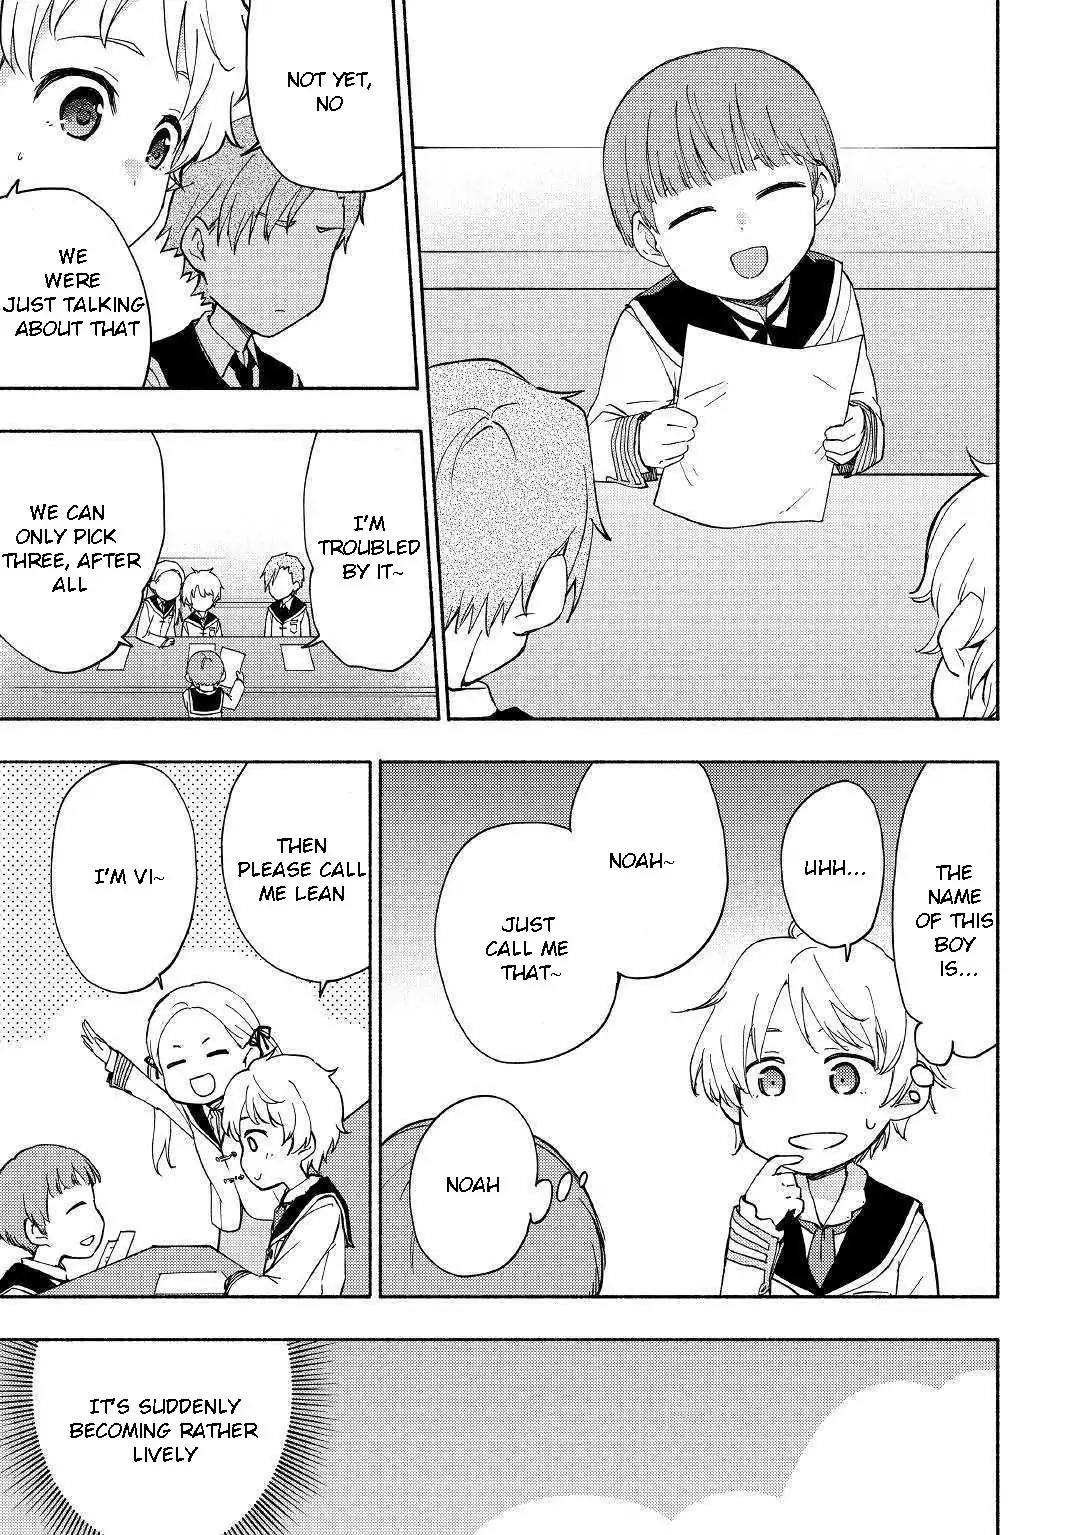 NOT YET,
NO
WE
WERE
JUST TALKING
ABOUT THAT
I'M
TROUBLED
BY IT~
WE CAN
ONLY PICK
THREE, AFTER
ALL
THE
NAME
OF THIS
BOY
IS...
UHH...
NOAH~
JUST
CALL ME
THAT~
NOAH
THEN
PLEASE CALL
ME LEAN
I'M VI~
IT'S SUDDENLY
BECOMING RATHER
LIVELY